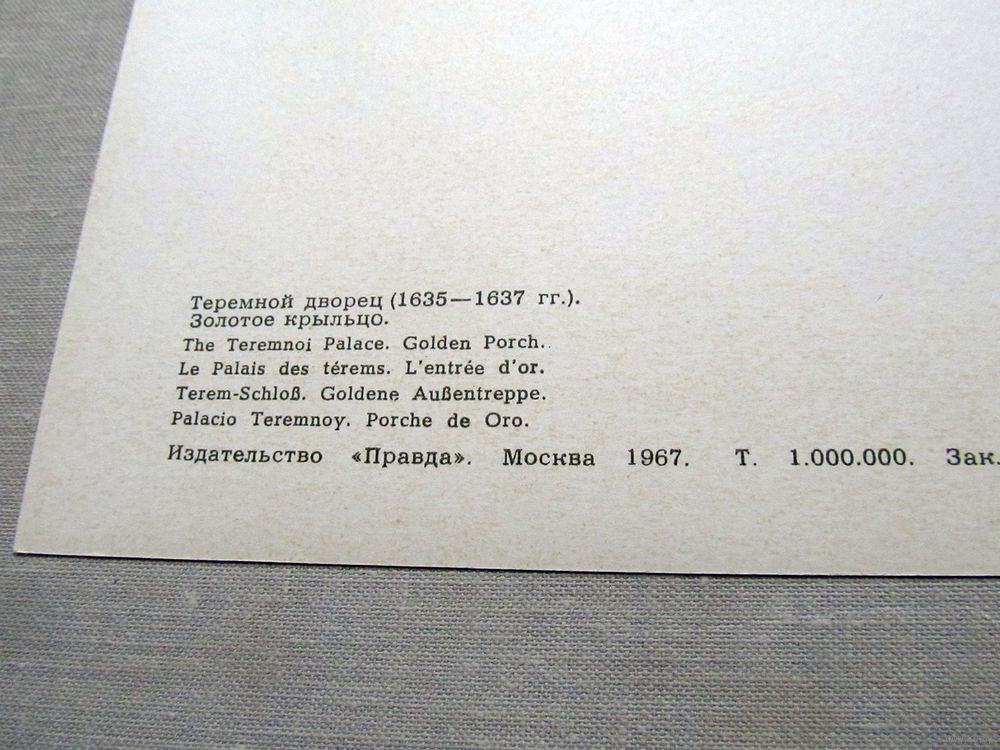 Теремной дворец (1635—1637 гг.).
Золотое крыльцо.
The Teremnoi Palace. Golden Porch.
Le Palais des térems. L'entrée d'or.
Terem-Schloß. Goldene Außentreppe.
Palacio Teremnoy. Porche de Oro.
Издательство «Правда». Москва 1967. Т. 1.000.000. Зак.